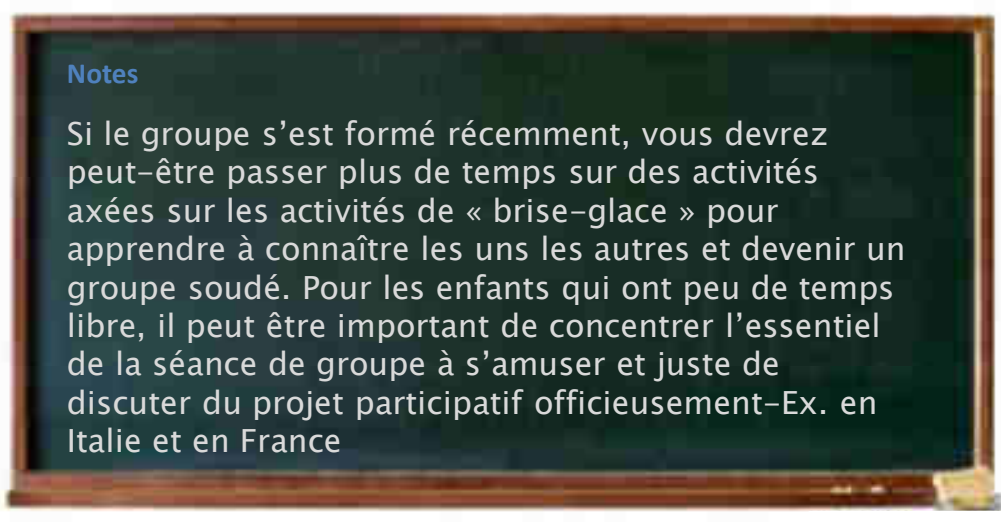 Notes
Si le groupe s’est formé récemment, vous devrez
peut-être passer plus de temps sur des activités
axées sur les activités de « brise-glace » pour
apprendre à connaître les uns les autres et devenir un
groupe soudé. Pour les enfants qui ont peu de temps
libre, il peut être important de concentrer l’essentiel
de la séance de groupe à s’amuser et juste de
discuter du projet participatif officieusement-Ex. en
Italie et en France